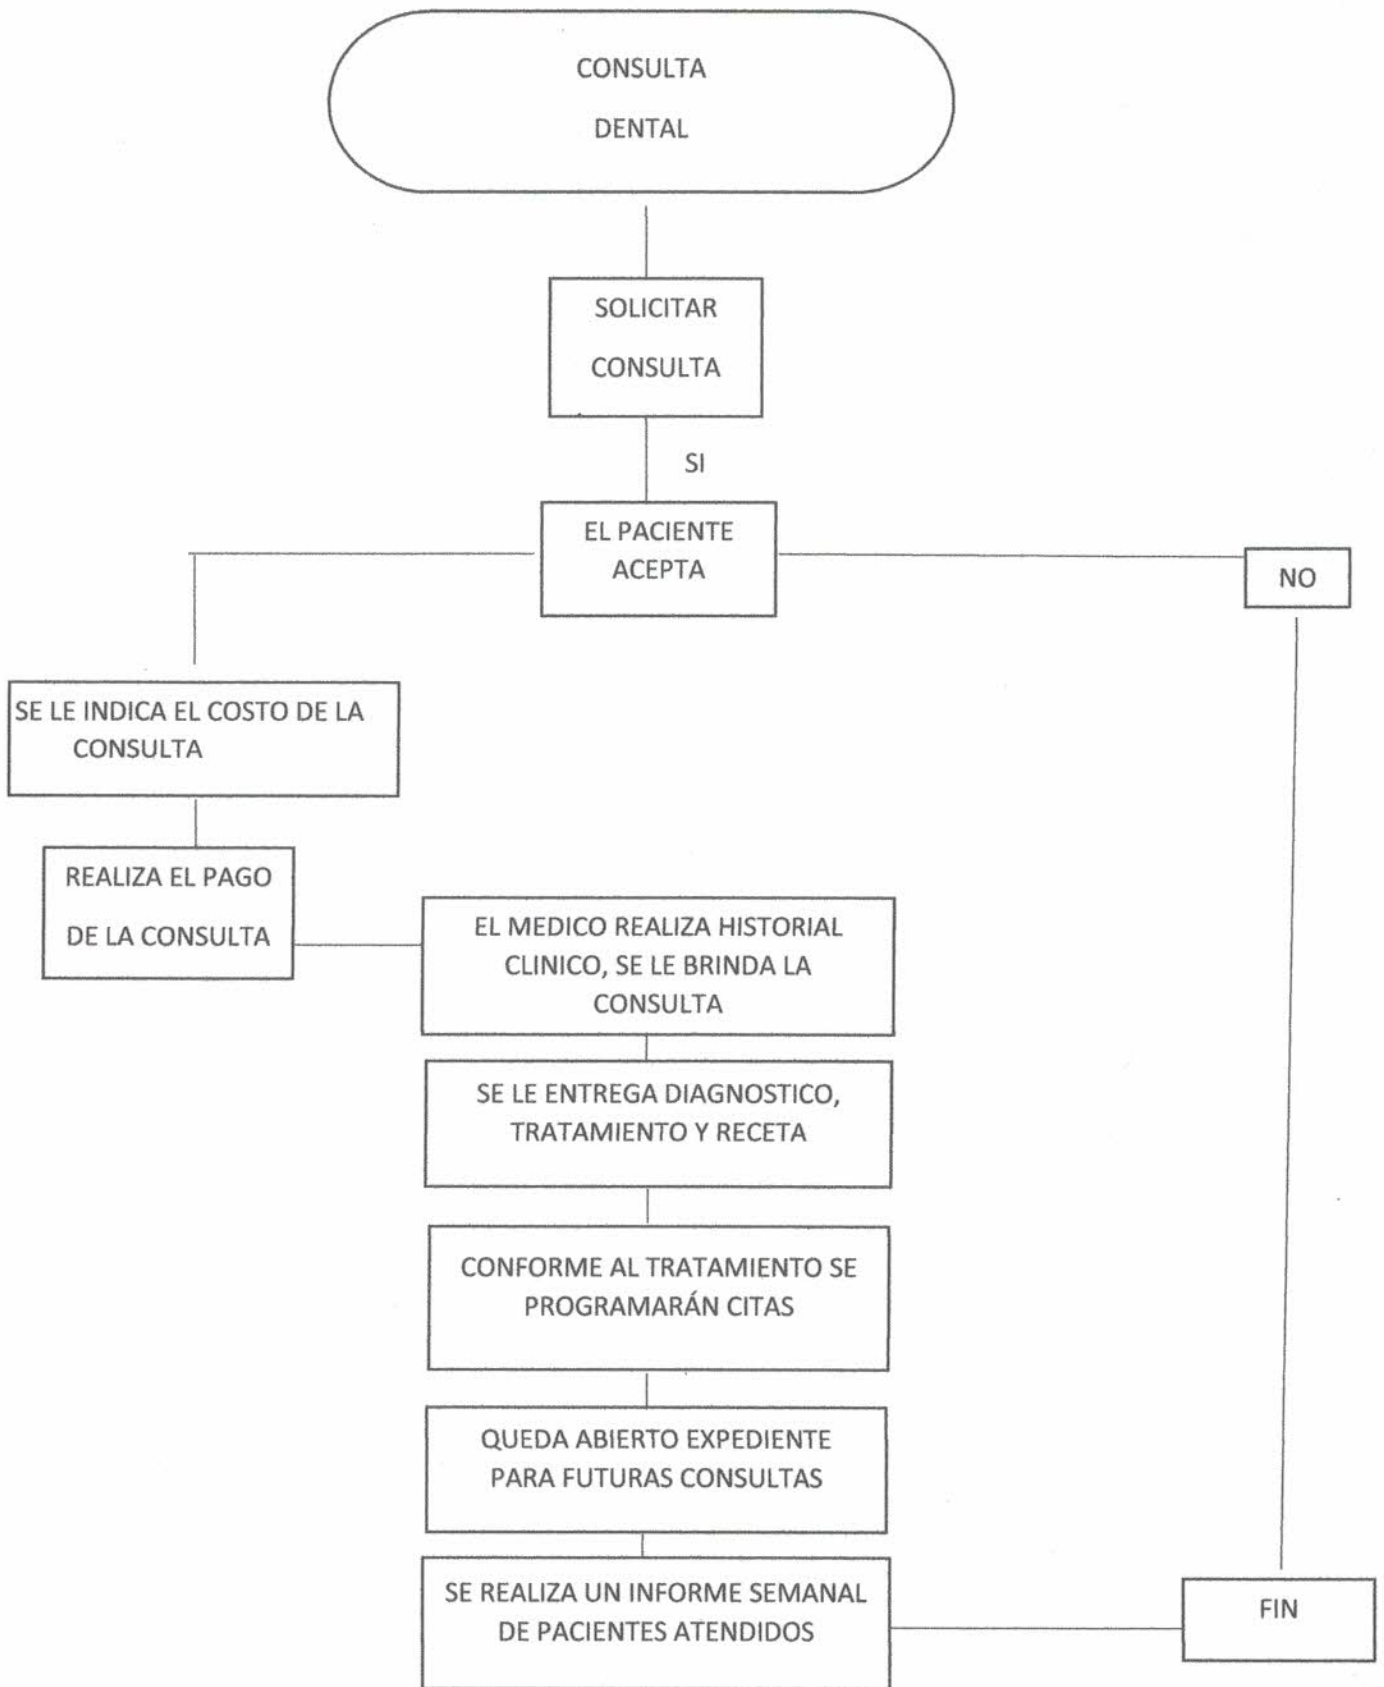 CONSULTA
DENTAL
SOLICITAR
CONSULTA
SI
EL PACIENTE
ACEPTA
NO
SE LE INDICA EL COSTO DE LA
CONSULTA
REALIZA EL PAGO
DE LA CONSULTA
EL MEDICO REALIZA HISTORIAL
CLINICO, SE LE BRINDA LA
CONSULTA
SE LE ENTREGA DIAGNOSTICO,
TRATAMIENTO Y RECETA
CONFORME AL TRATAMIENTO SE
PROGRAMARÁN CITAS
QUEDA ABIERTO EXPEDIENTE
PARA FUTURAS CONSULTAS
SE REALIZA UN INFORME SEMANAL
DE PACIENTES ATENDIDOS
FIN